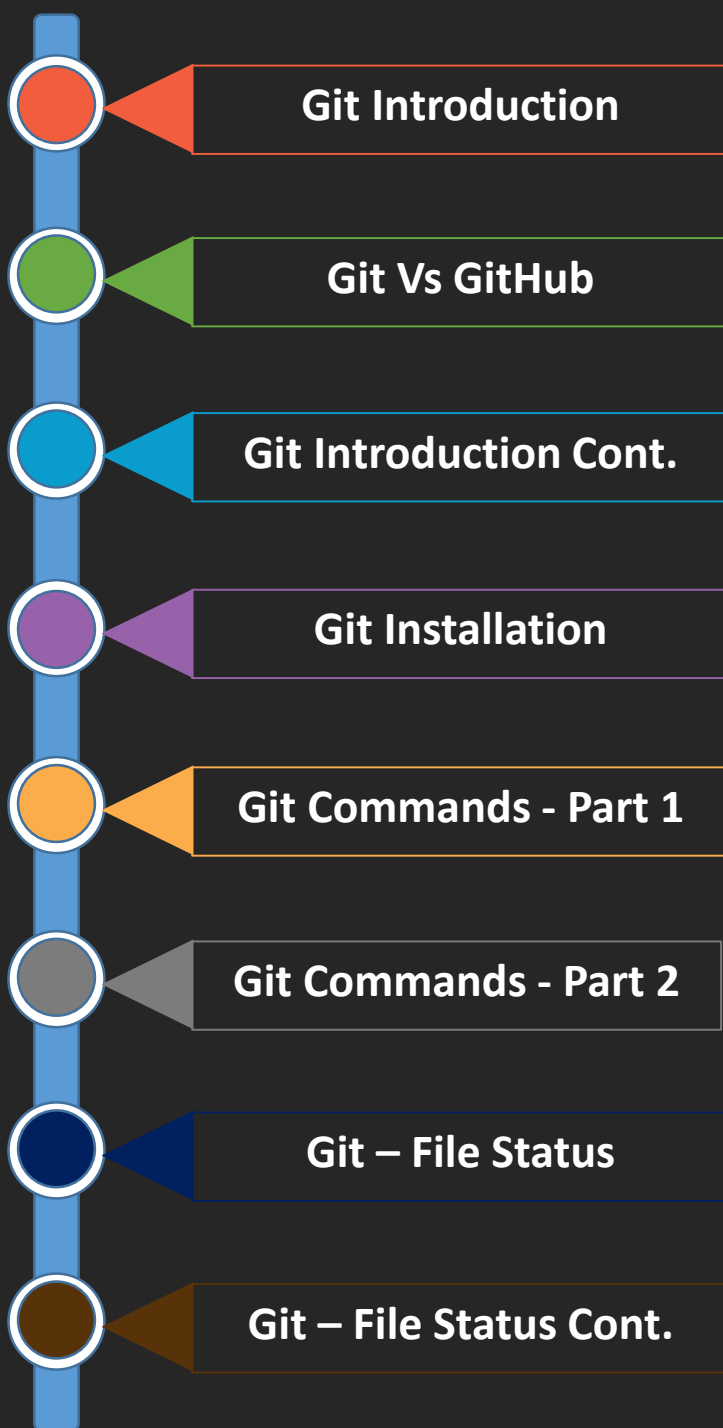 Git Introduction
Git Vs GitHub
Git Introduction Cont.
Git Installation
Git Commands - Part 1
Git Commands - Part 2
Git – File Status
Git – File Status Cont.